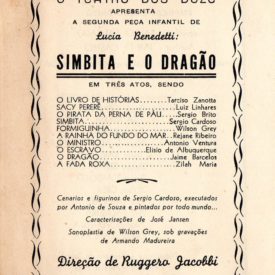 O TEATRO DOS DOZE
APRESENTA
A SEGUNDA PEÇA INFANTIL DE
Lucia Benedetti:
SIMBITA E O DRAGÃO
EM TRÊS ATOS, SENDO
O LIVRO DE HISTÓRIAS Tarciso Zanotta
SACY PERERÊ Luiz Linhares
O PIRATA DA PERNA DE PÁU Sergio Brito
SIMBITA Sergio Cardoso
FORMIGUINHA Wilson Grey
A RAINHA DO FUNDO DO MAR Rejane Ribeiro
O MINISTRO Antonio Ventura
O ESCRAVO Elisio de Albuquerque
O DRAGÃO Jaime Barcelos
A FADA ROXA Zilah Maria
Cenarios e figurinos de Sergio Cardoso, executados
por Antonio de Souza e pintados por todo mundo...
Caracterisações de José Jansen
Sonoplastia de Wilson Grey, sob gravações
de Armando Madureira
Direção de Ruggero Jacobbi